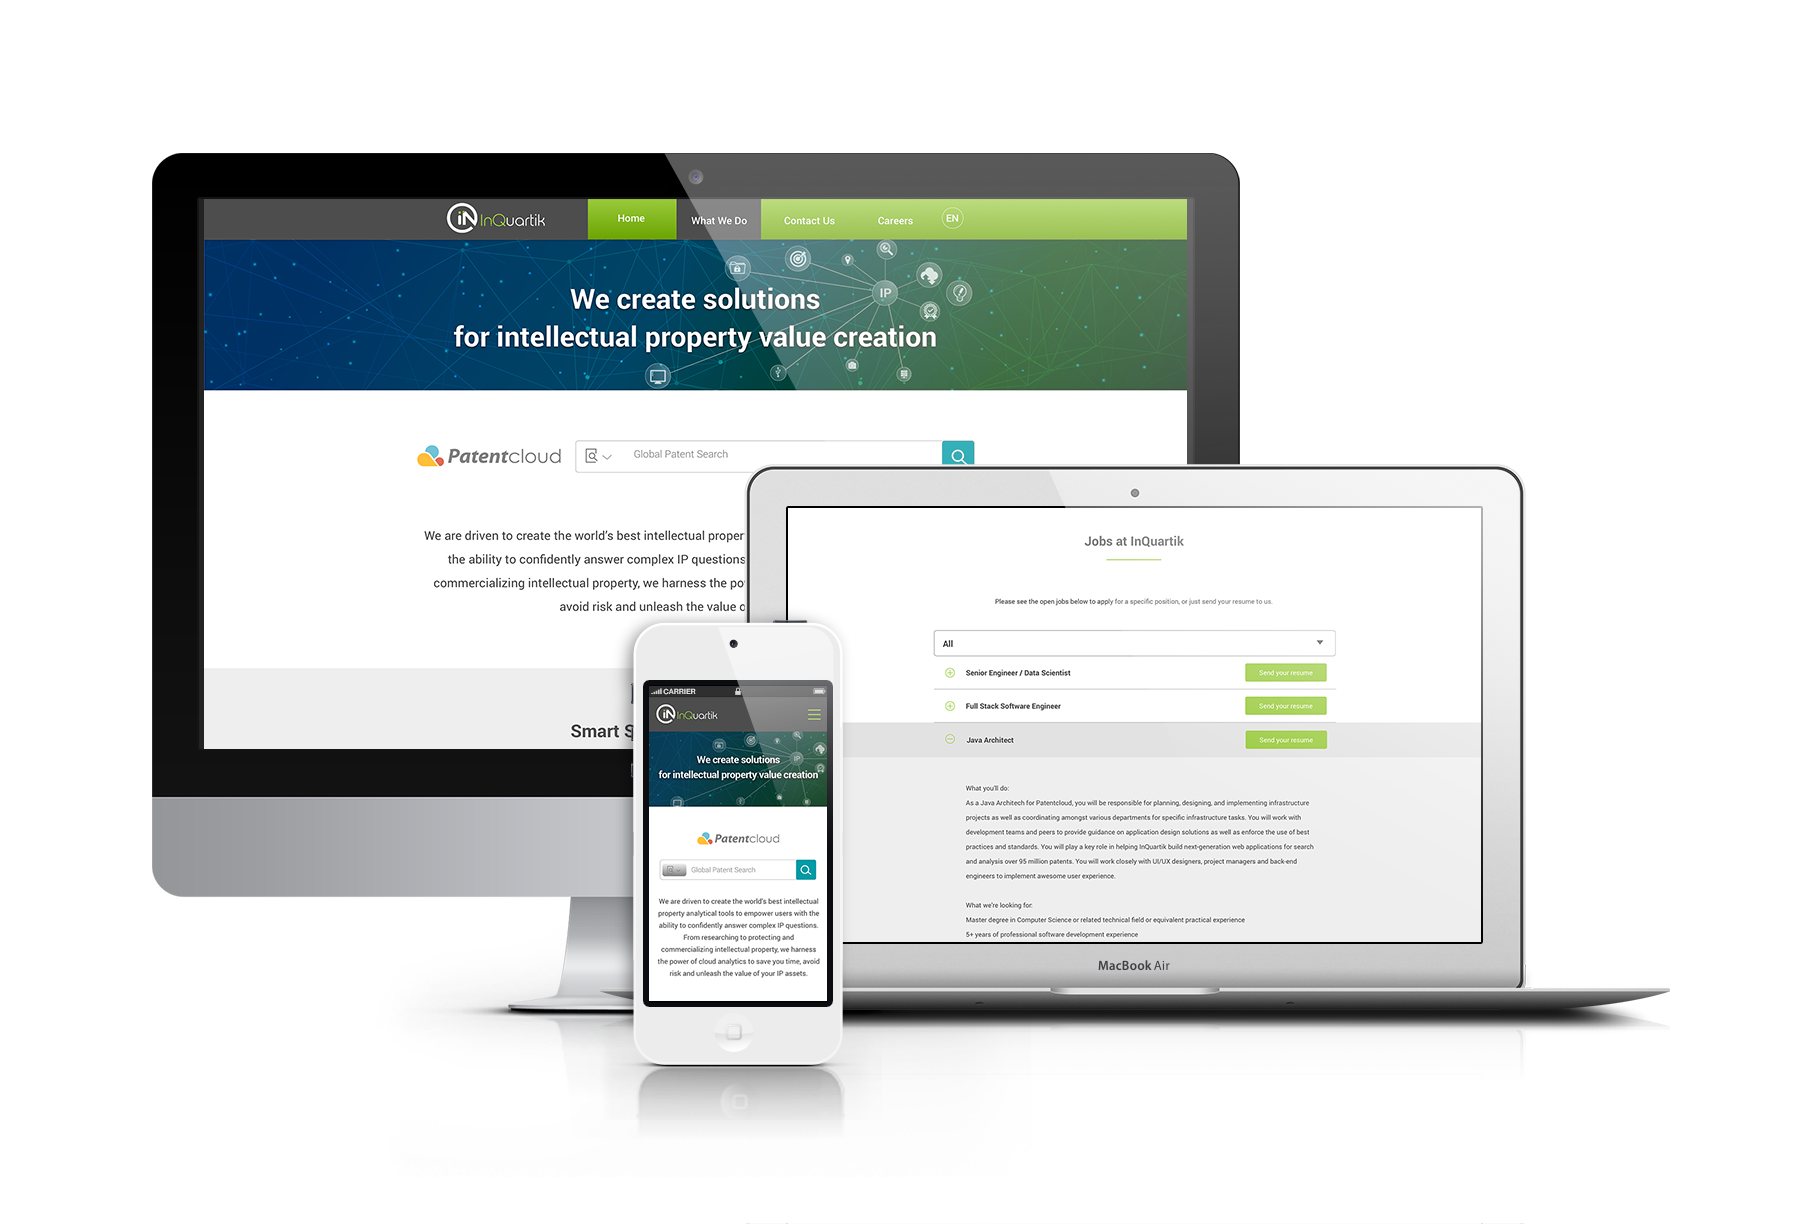 iN InQuartik
Home
What We Do
Contact Us
Careers
EN
IP
We create solutions
for intellectual property value creation
Patentcloud
Global Patent Search
We are driven to create the world's best intellectual proper
the ability to confidently answer complex IP questions
commercializing intellectual property, we harness the po
avoid risk and unleash the value
Smart S
Jobs at InQuartik
Please see the open jobs below to apply for a specific position, or just send your resume to us.
All
Senior Engineer / Data Scientist
Send your resume
Full Stack Software Engineer
Send your resume
Java Architect
Send your resume
What you'll do:
As a Java Architech for Patentcloud, you will be responsible for planning, designing, and implementing infrastructure
projects as well as coordinating amongst various departments for specific infrastructure tasks. You will work with
development teams and peers to provide guidance on application design solutions as well as enforce the use of best
practices and standards. You will play a key role in helping InQuartik build next-generation web applications for search
and analysis over 95 million patents. You will work closely with UI/UX designers, project managers and back-end
engineers to implement awesome user experience.
What we're looking for:
Master degree in Computer Science or related technical field or equivalent practical experience
5+ years of professional software development experience
MacBook Air
CARRIER
iN InQuartik
IP
We create solutions
for intellectual property value creation
Patentcloud
Global Patent Search
We are driven to create the world's best intellectual
property analytical tools to empower users with the
ability to confidently answer complex IP questions.
From researching to protecting and
commercializing intellectual property, we harness
the power of cloud analytics to save you time, avoid
risk and unleash the value of your IP assets.